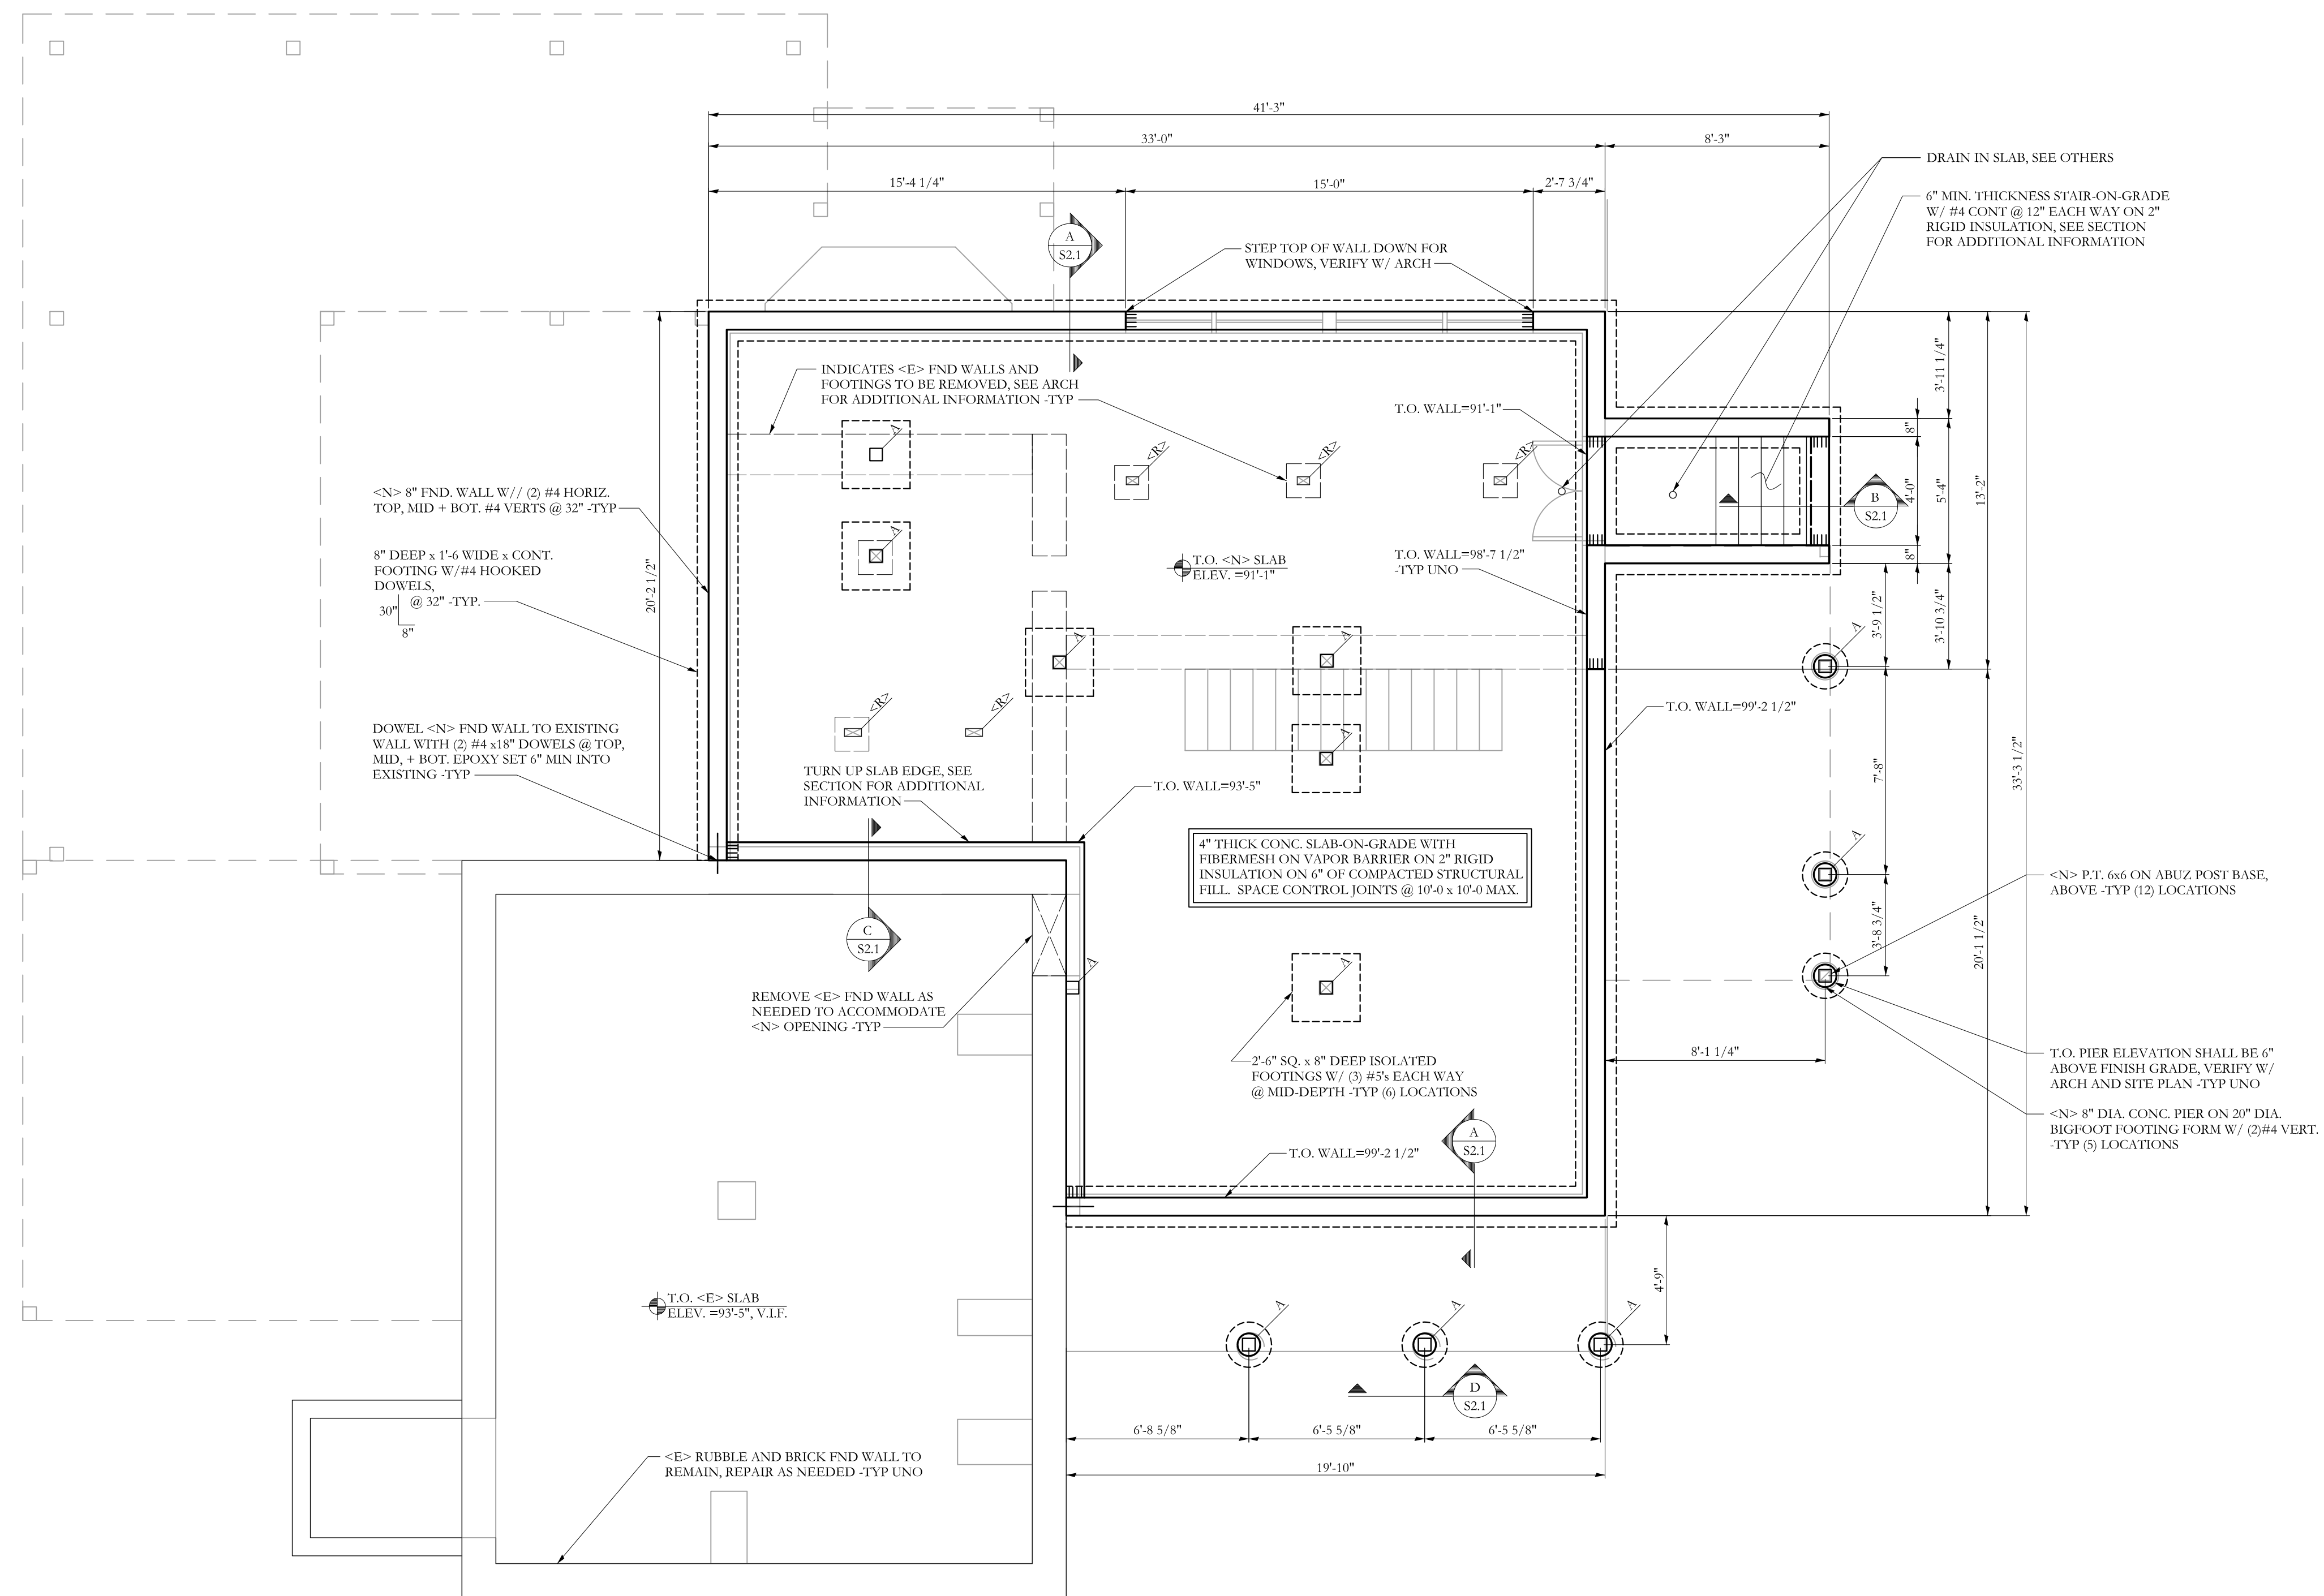 41'-3"
33'-0"
8'-3"
15'-4 1/4"
15'-0"
2'-7 3/4"
DRAIN IN SLAB, SEE OTHERS
6" MIN. THICKNESS STAIR-ON-GRADE
W/ #4 CONT @ 12" EACH WAY ON 2"
RIGID INSULATION, SEE SECTION
FOR ADDITIONAL INFORMATION
A
S2.1
STEP TOP OF WALL DOWN FOR
WINDOWS, VERIFY W/ ARCH
INDICATES <E> FND WALLS AND
FOOTINGS TO BE REMOVED, SEE ARCH
FOR ADDITIONAL INFORMATION -TYP
T.O. WALL=91'-1"
3'-11 1/4"
8"
4'-0"
5'-4"
13'-2"
8"
B
S2.1
A
<R>
<R>
<R>
<N> 8" FND. WALL W// (2) #4 HORIZ.
TOP, MID + BOT. #4 VERTS @ 32" -TYP
8" DEEP x 1'-6 WIDE x CONT.
FOOTING W/#4 HOOKED
DOWELS,
@ 32" -TYP.
30"
8"
20'-2 1/2"
A
T.O. <N> SLAB
ELEV. =91'-1"
T.O. WALL=98'-7 1/2"
-TYP UNO
3'-9 1/2"
3'-10 3/4"
A
A
A
<R>
<R>
A
T.O. WALL=99'-2 1/2"
7'-8"
33'-3 1/2"
DOWEL <N> FND WALL TO EXISTING
WALL WITH (2) #4 x18" DOWELS @ TOP,
MID, + BOT. EPOXY SET 6" MIN INTO
EXISTING -TYP
TURN UP SLAB EDGE, SEE
SECTION FOR ADDITIONAL
INFORMATION
T.O. WALL=93'-5"
4" THICK CONC. SLAB-ON-GRADE WITH
FIBERMESH ON VAPOR BARRIER ON 2" RIGID
INSULATION ON 6" OF COMPACTED STRUCTURAL
FILL. SPACE CONTROL JOINTS @ 10'-0 x 10'-0 MAX.
A
<N> P.T. 6x6 ON ABUZ POST BASE,
ABOVE -TYP (12) LOCATIONS
3'-8 3/4"
20'-1 1/2"
C
S2.1
A
A
REMOVE <E> FND WALL AS
NEEDED TO ACCOMMODATE
<N> OPENING -TYP
2'-6" SQ. x 8" DEEP ISOLATED
FOOTINGS W/ (3) #5's EACH WAY
@ MID-DEPTH -TYP (6) LOCATIONS
8'-1 1/4"
T.O. PIER ELEVATION SHALL BE 6"
ABOVE FINISH GRADE, VERIFY W/
ARCH AND SITE PLAN -TYP UNO
<N> 8" DIA. CONC. PIER ON 20" DIA.
BIGFOOT FOOTING FORM W/ (2)#4 VERT.
-TYP (5) LOCATIONS
A
S2.1
T.O. WALL=99'-2 1/2"
4'-9"
T.O. <E> SLAB
ELEV. =93'-5", V.I.F.
A
A
A
D
S2.1
6'-8 5/8"
6'-5 5/8"
6'-5 5/8"
19'-10"
<E> RUBBLE AND BRICK FND WALL TO
REMAIN, REPAIR AS NEEDED -TYP UNO